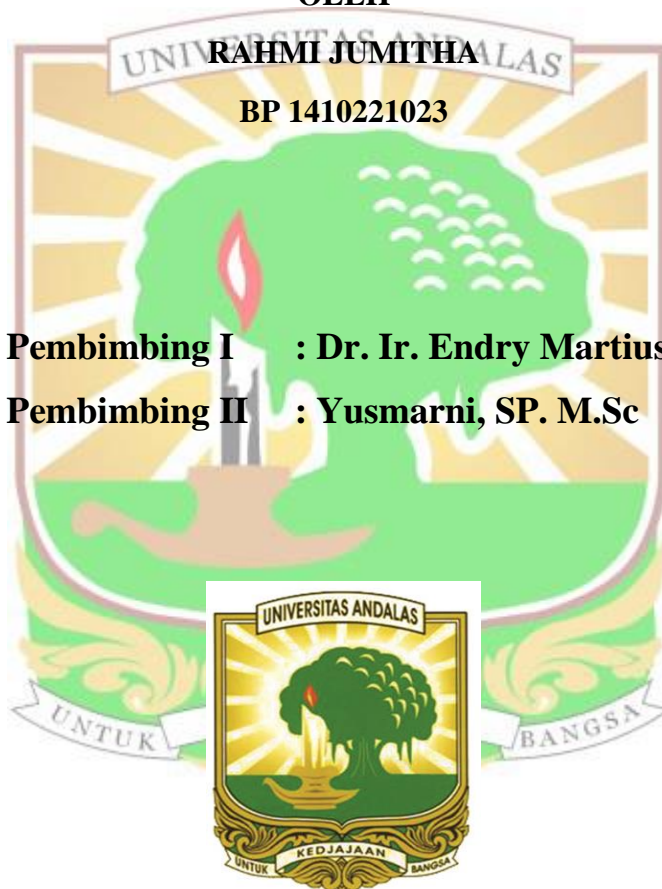 OLEH
UNIVERSITAS ANDALAS
RAHMI JUMITHA
BP 1410221023
Pembimbing I : Dr. Ir. Endry Martius
Pembimbing II : Yusmarni, SP. M.Sc
UNIVERSITAS ANDALAS
UNTUK BANGSA
UNTUK KEDJAJAAN BANGSA